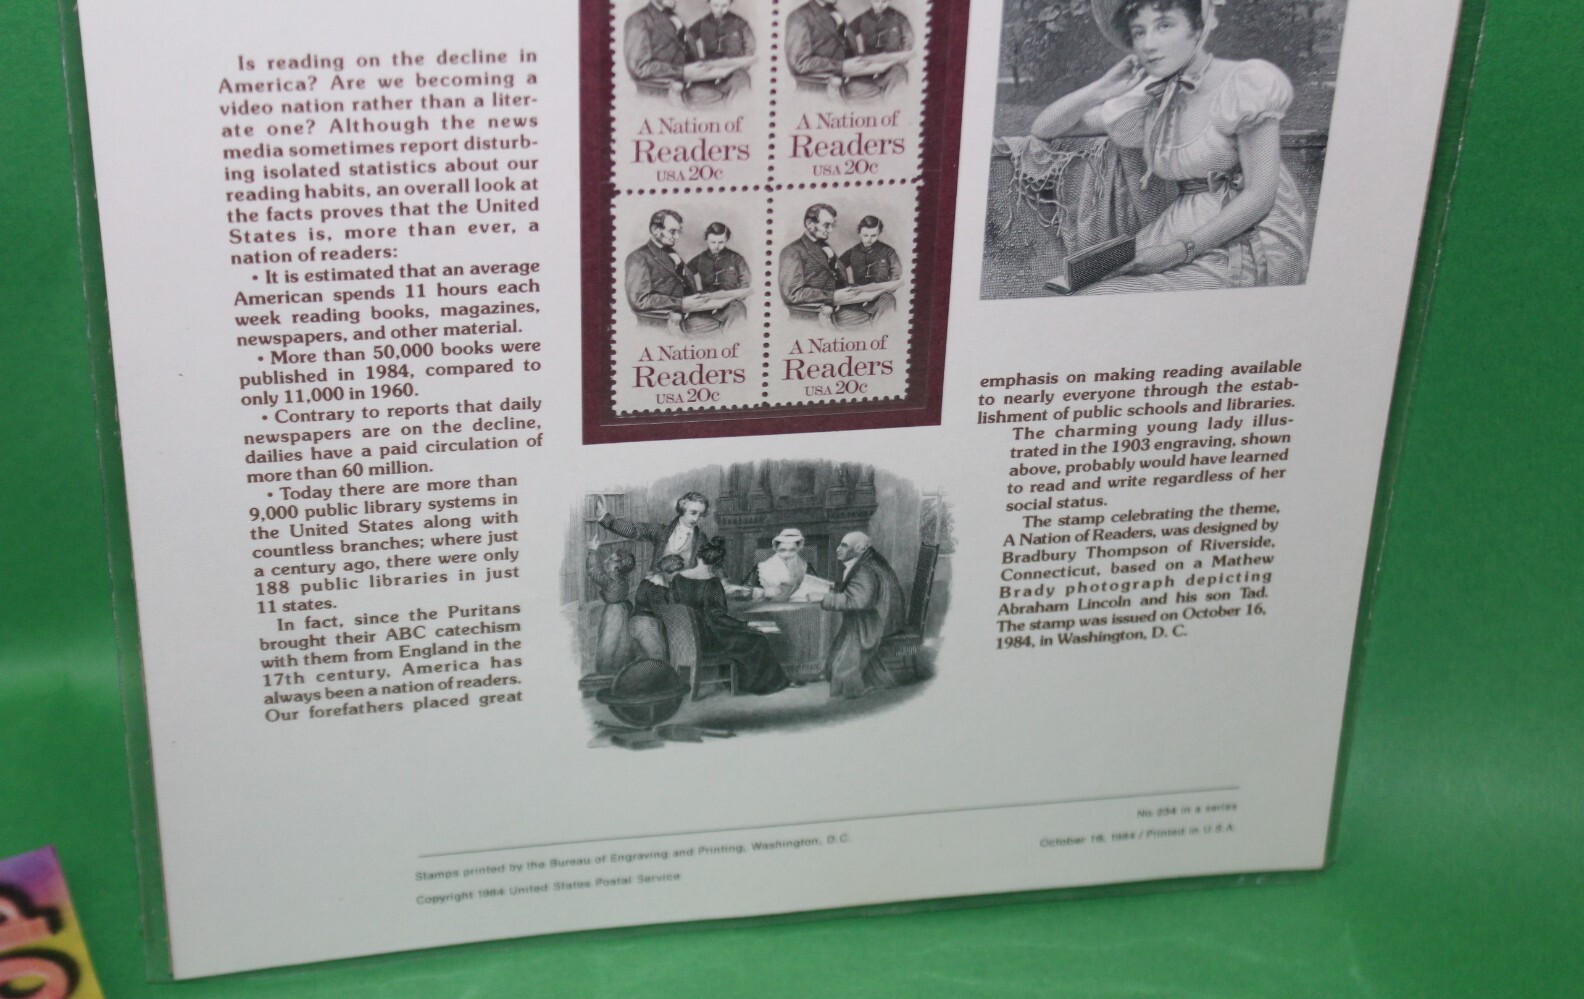 Is reading on the decline in
America? Are we becoming a
video nation rather than a liter-
ate one? Although the news
media sometimes report disturb-
ing isolated statistics about our
reading habits, an overall look at
the facts proves that the United
States is, more than ever, a
nation of readers:
• It is estimated that an average
American spends 11 hours each
week reading books, magazines,
newspapers, and other material.
• More than 50,000 books were
published in 1984, compared to
only 11,000 in 1960.
• Contrary to reports that daily
newspapers are on the decline,
dailies have a paid circulation of
more than 60 million.
• Today there are more than
9,000 public library systems in
the United States along with
countless branches; where just
a century ago, there were only
188 public libraries in just
11 states.
In fact, since the Puritans
brought their ABC catechism
with them from England in the
17th century, America has
always been a nation of readers.
Our forefathers placed great
A Nation of
Readers
USA 20c
A Nation of
Readers
USA 20c
A Nation of
Readers
USA 20c
A Nation of
Readers
USA 20c
emphasis on making reading available
to nearly everyone through the estab-
lishment of public schools and libraries.
The charming young lady illus-
trated in the 1903 engraving, shown
above, probably would have learned
to read and write regardless of her
social status.
The stamp celebrating the theme,
A Nation of Readers, was designed by
Bradbury Thompson of Riverside,
Connecticut, based on a Mathew
Brady photograph depicting
Abraham Lincoln and his son Tad.
The stamp was issued on October 16,
1984, in Washington, D. C.
Stamps printed by the Bureau of Engraving and Printing, Washington, D.C.
Copyright 1984 United States Postal Service
No. 234 in a series
October 16, 1984 / Printed in U.S.A.